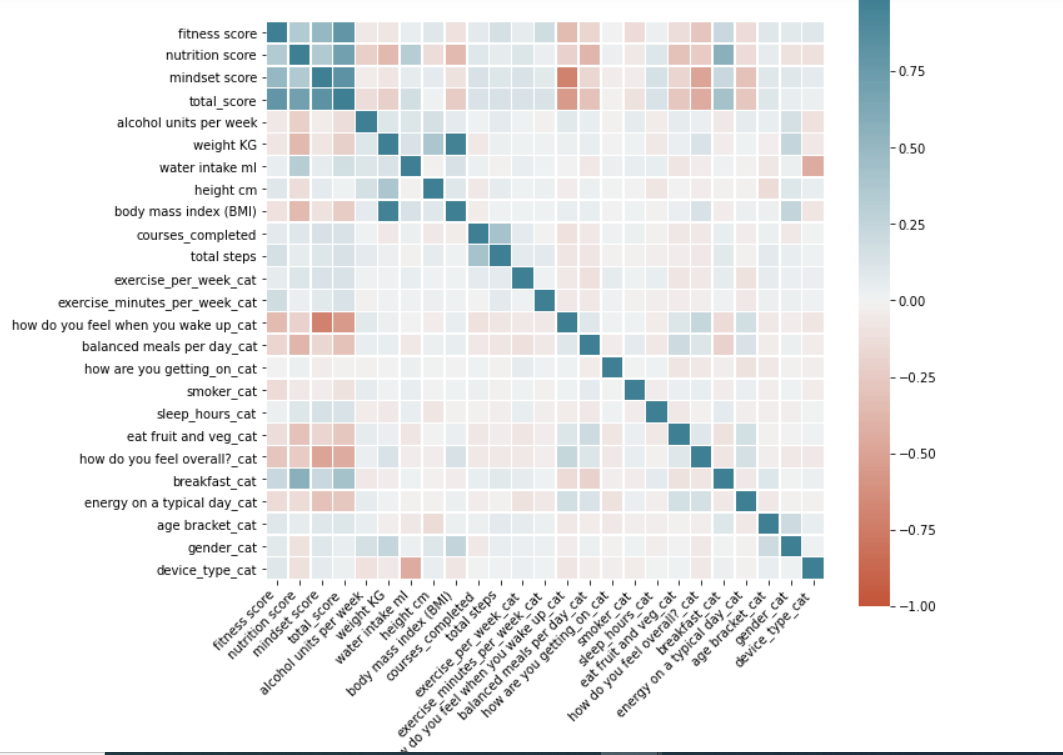 fitness score
nutrition score
mindset score
total_score
alcohol units per week
weight KG
water intake ml
height cm
body mass index (BMI)
courses_completed
total steps
exercise_per_week_cat
exercise_minutes_per_week_cat
how do you feel when you wake up_cat
balanced meals per day_cat
how are you getting_on_cat
smoker_cat
sleep_hours_cat
eat fruit and veg_cat
how do you feel overall?_cat
breakfast_cat
energy on a typical day_cat
age bracket_cat
gender_cat
device_type_cat
fitness score
nutrition score
mindset score
total_score
alcohol units per week
weight KG
water intake ml
height cm
body mass index (BMI)
courses_completed
total steps
exercise_per_week_cat
exercise_minutes_per_week_cat
do you feel when you wake up_cat
balanced meals per day_cat
how are you getting_on_cat
smoker_cat
sleep_hours_cat
eat fruit and veg_cat
how do you feel overall?_cat
breakfast_cat
energy on a typical day_cat
age bracket_cat
gender_cat
device_type_cat
0.75
0.50
0.25
0.00
−0.25
−0.50
−0.75
−1.00